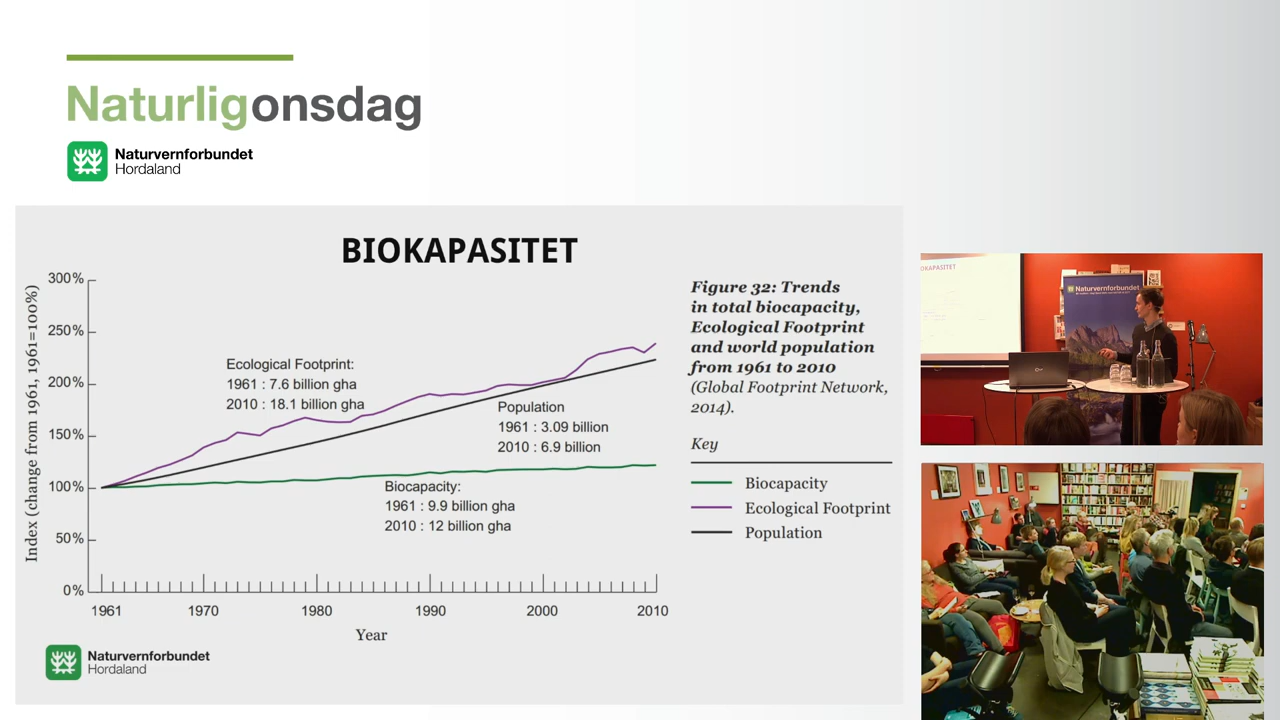 Naturligonsdag
Naturvernforbundet
Hordaland
BIOKAPASITET
300%
250%
200%
150%
100%
50%
0%
Index (change from 1961, 1961=100%)
Ecological Footprint:
1961 : 7.6 billion gha
2010 : 18.1 billion gha
Population
1961 : 3.09 billion
2010 : 6.9 billion
Biocapacity:
1961 : 9.9 billion gha
2010 : 12 billion gha
1961 1970 1980 1990 2000 2010
Year
Figure 32: Trends
in total biocapacity,
Ecological Footprint
and world population
from 1961 to 2010
(Global Footprint Network,
2014).
Key
Biocapacity
Ecological Footprint
Population
Naturvernforbundet
Hordaland
OKAPASITET
Naturvernforbundet